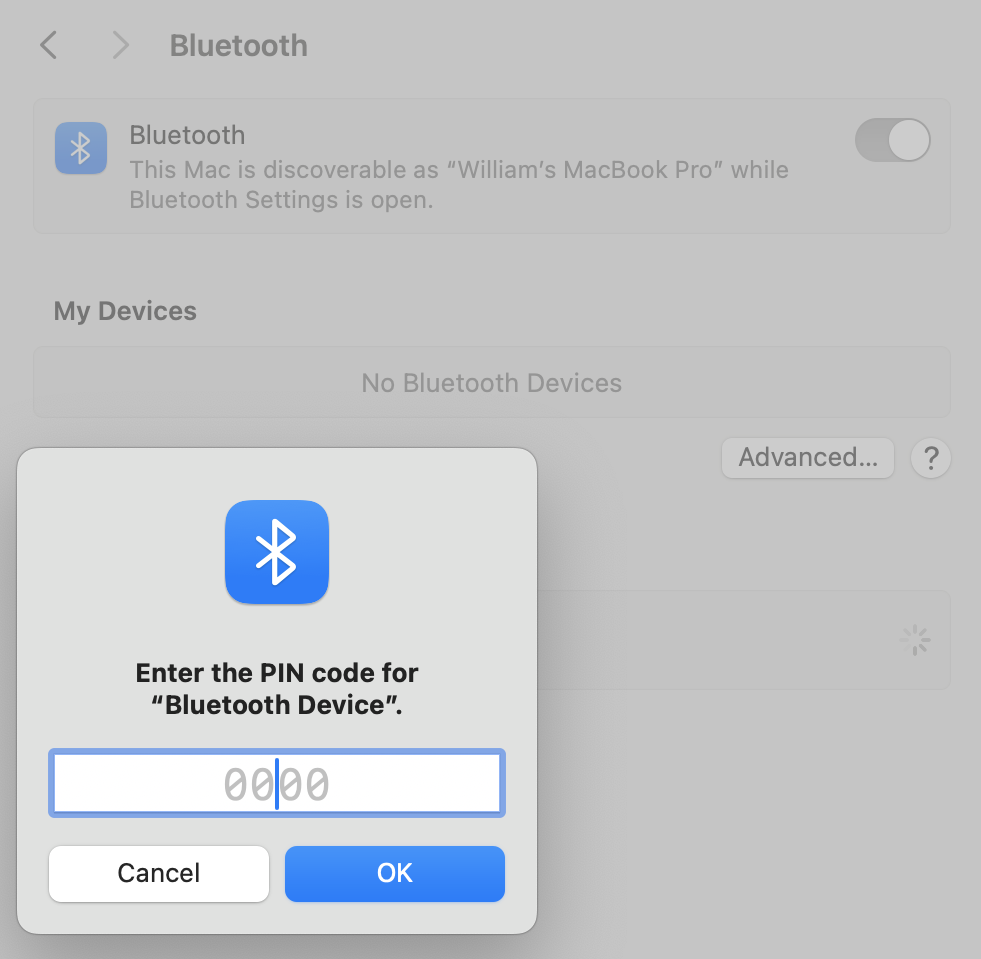 Bluetooth
Bluetooth
This Mac is discoverable as “William’s MacBook Pro” while
Bluetooth Settings is open.
My Devices
No Bluetooth Devices
Advanced...
?
Enter the PIN code for
“Bluetooth Device”.
0000
Cancel
OK